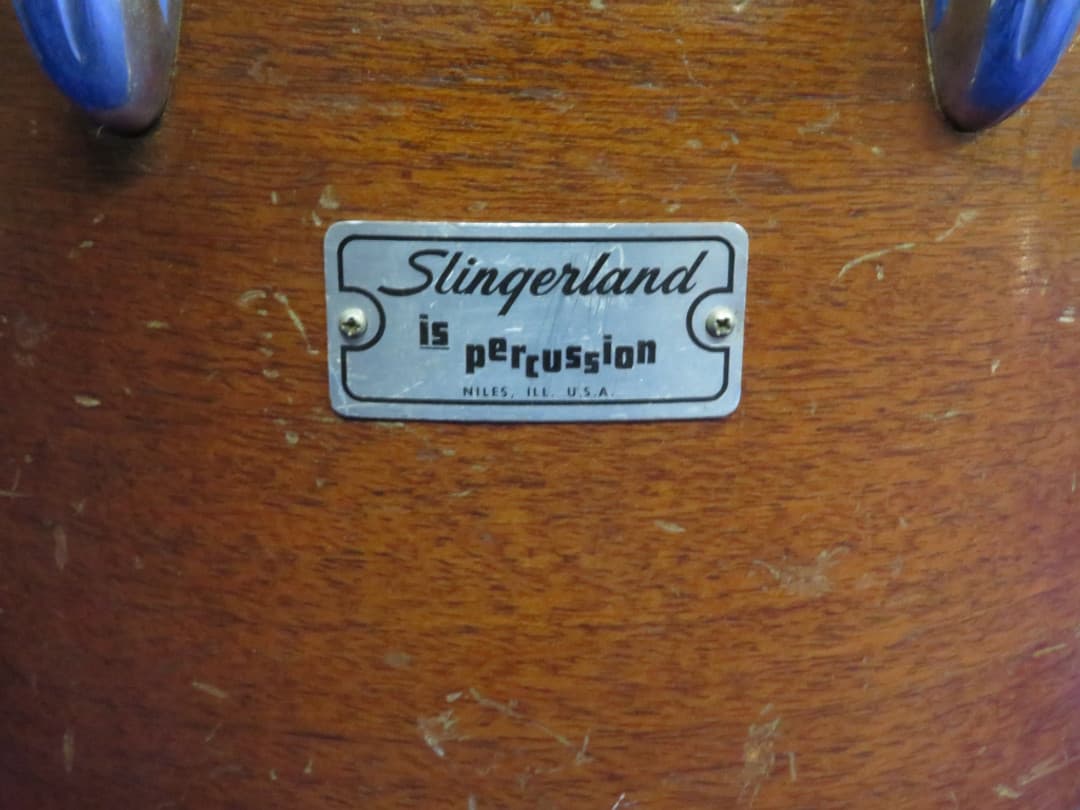 Slingerland
is
percussion
NILES, ILL. U.S.A.